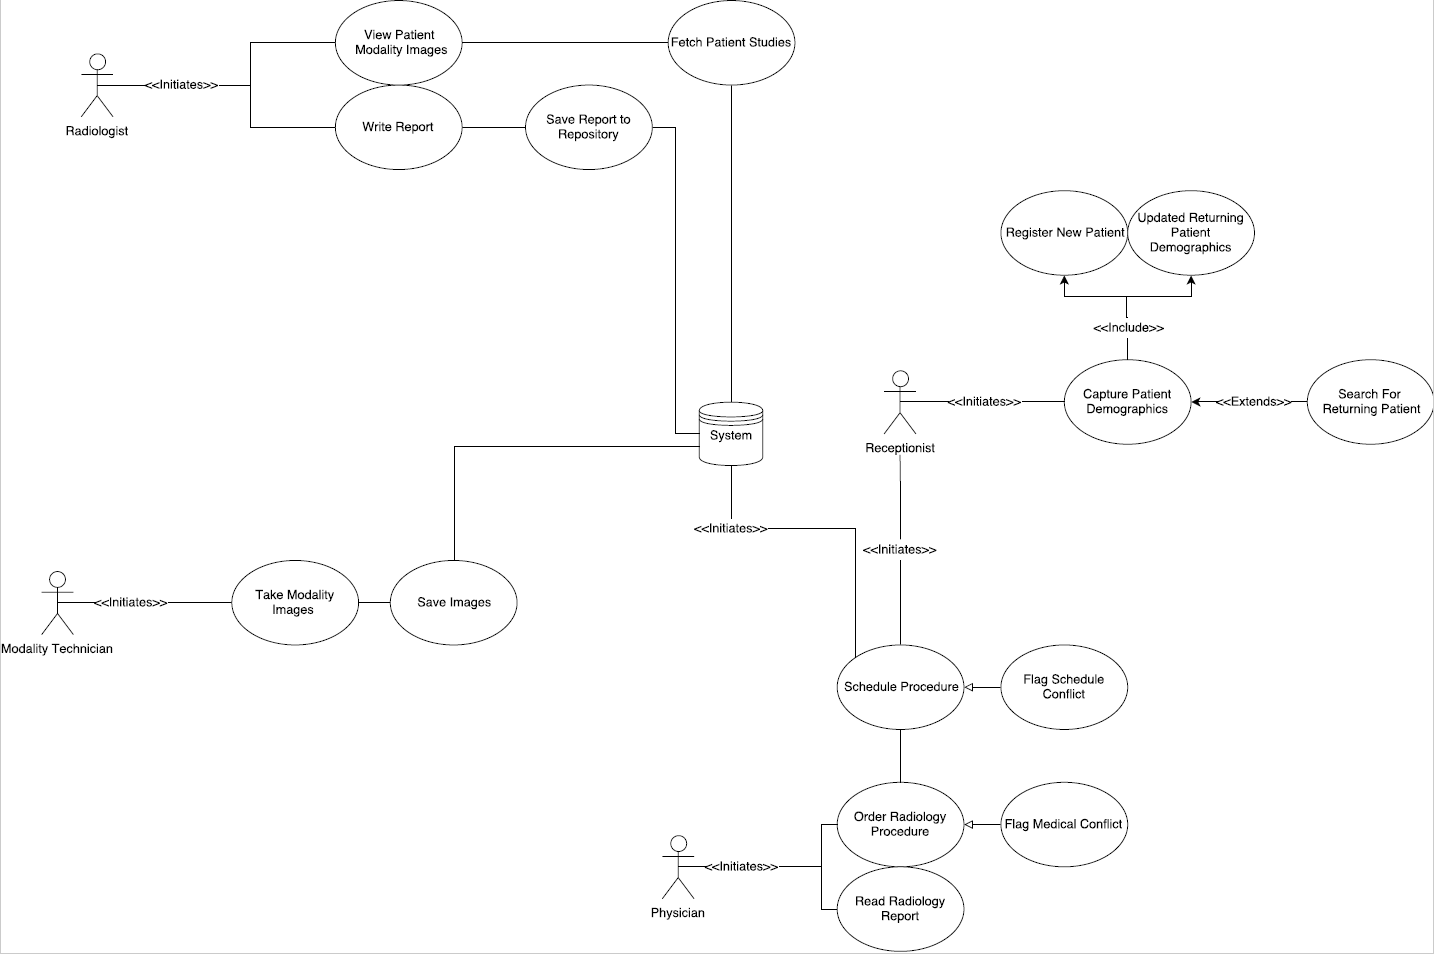 View Patient
Modality Images
Fetch Patient Studies
<<Initiates>>
Radiologist
Write Report
Save Report to
Repository
Register New Patient
Updated Returning
Patient
Demographics
<<Include>>
Capture Patient
Demographics
<<Initiates>>
<<Extends>>
Search For
Returning Patient
Receptionist
System
<<Initiates>>
<<Initiates>>
Modality Technician
<<Initiates>>
Take Modality
Images
Save Images
Schedule Procedure
Flag Schedule
Conflict
Order Radiology
Procedure
Flag Medical Conflict
<<Initiates>>
Physician
Read Radiology
Report